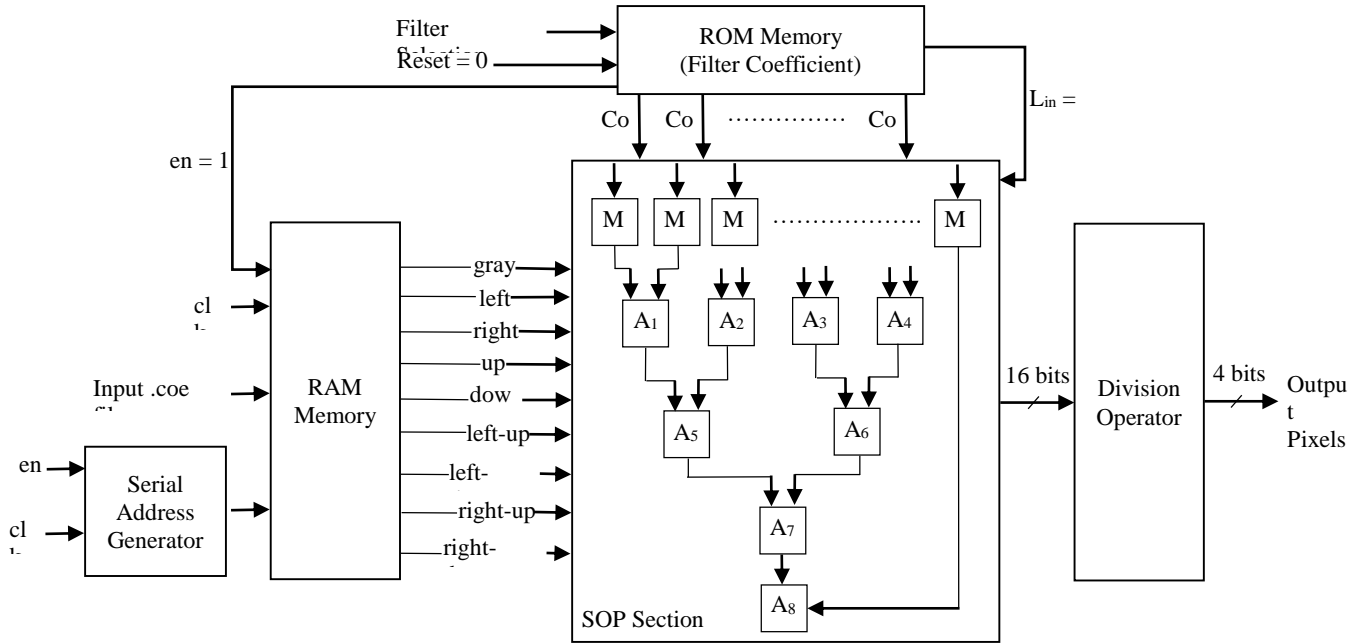 Filter
Reset = 0
ROM Memory
(Filter Coefficient)
Lin =
Co Co ..................... Co
en = 1
M M M ..................... M
gray
left
right
up
dow
left-up
left-
right-up
right-
cl
Input .coe
en
cl
Serial
Address
Generator
RAM
Memory
A1 A2 A3 A4
A5 A6
A7
A8
SOP Section
16 bits
Division
Operator
4 bits
Outpu
t
Pixels